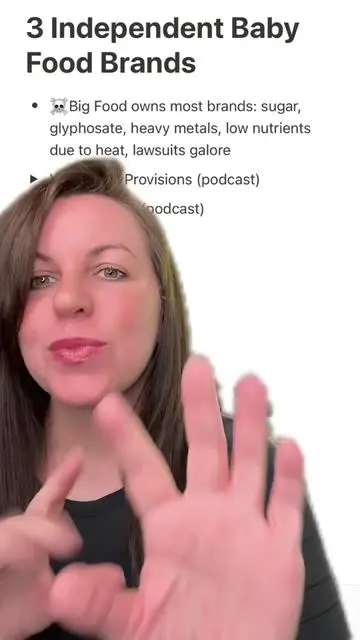 3 Independent Baby
Food Brands
• ☠️Big Food owns most brands: sugar,
glyphosate, heavy metals, low nutrients
due to heat, lawsuits galore
Provisions (podcast)
(podcast)